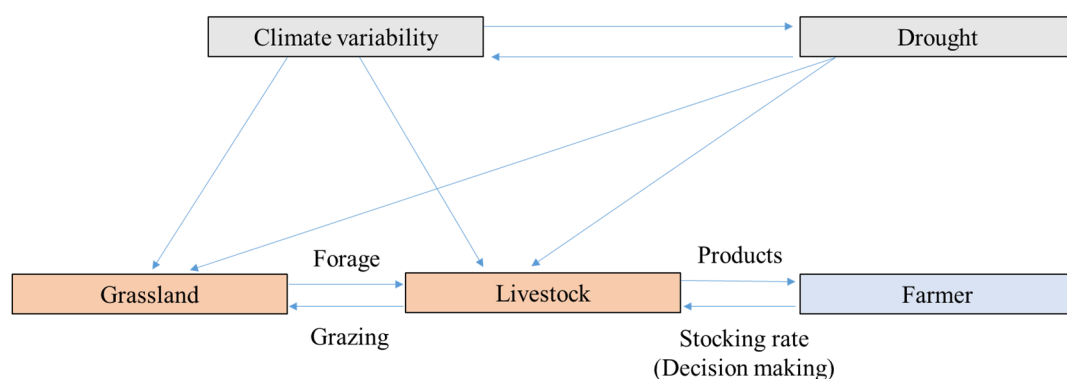 Climate variability
Drought
Forage
Products
Grassland
Livestock
Farmer
Grazing
Stocking rate
(Decision making)